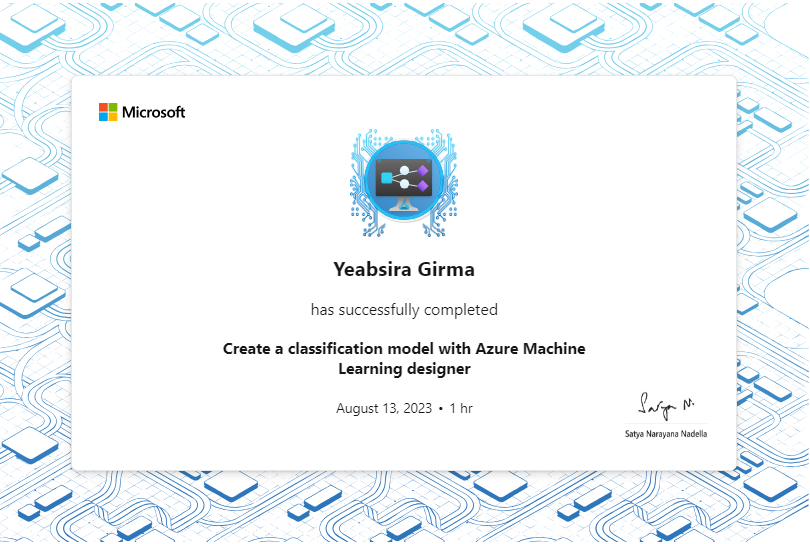 Microsoft
Yeabsira Girma
has successfully completed
Create a classification model with Azure Machine
Learning designer
August 13, 2023 • 1 hr
Satya N.
Satya Narayana Nadella